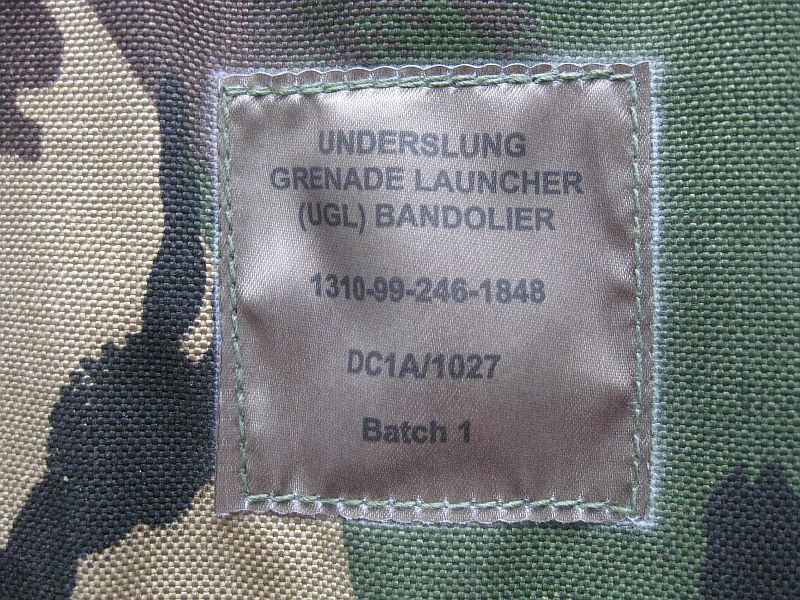 UNDERSLUNG
GRENADE LAUNCHER
(UGL) BANDOLIER
1310-99-246-1848
DC1A/1027
Batch 1